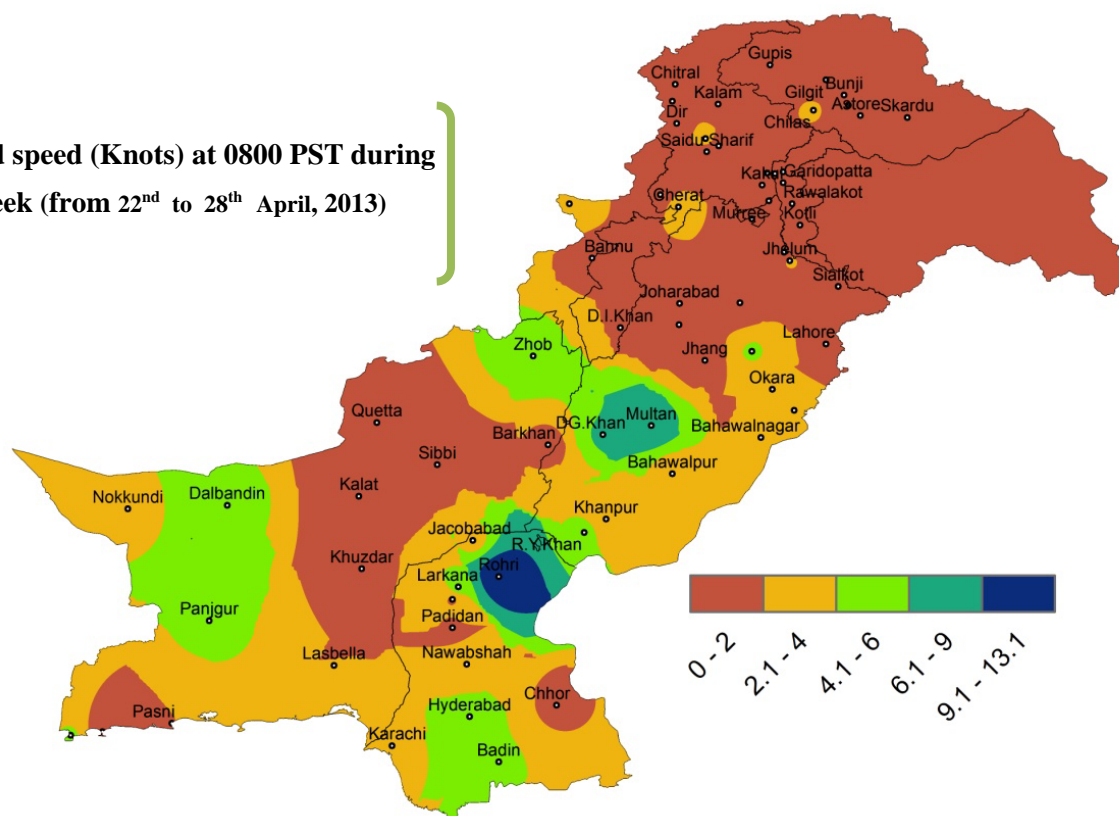 speed (Knots) at 0800 PST during
(from 22nd to 28th April, 2013)
Gupis
Chitral
Bunji
Kalam
Gilgit
Astore
Skardu
Dir
Chilas
Saidu Sharif
Garidopatta
Kakul
Rawalakot
Cherat
Murree
Kotli
Bannu
Jhelum
Sialkot
Joharabad
D.I.Khan
Lahore
Zhob
Jhang
Okara
Quetta
DG.Khan
Multan
Barkhan
Bahawalnagar
Sibbi
Bahawalpur
Nokkundi
Dalbandin
Kalat
Khanpur
Jacobabad
R.Y.Khan
Khuzdar
Larkana
Rohri
Panjgur
Padidan
Lasbella
Nawabshah
Pasni
Chhor
Hyderabad
Karachi
Badin
0 - 2
2.1 - 4
4.1 - 6
6.1 - 9
9.1 - 13.1